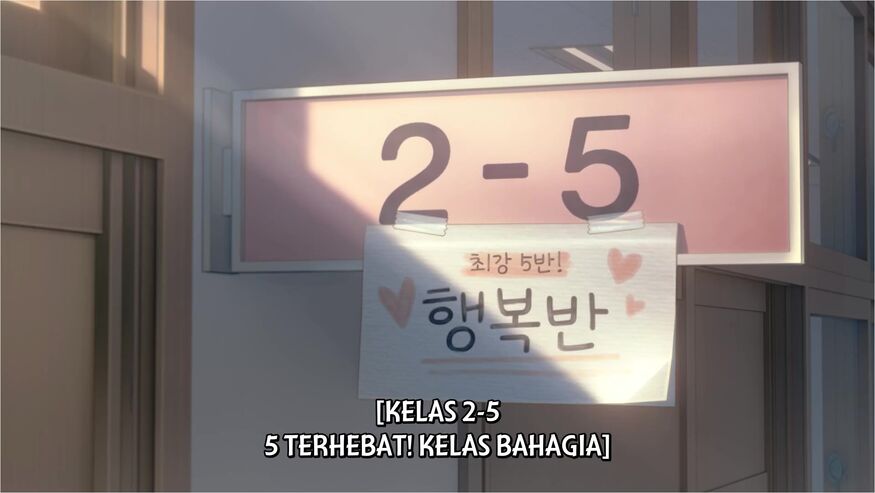 2-5
최강 5반!
행복반
[KELAS 2-5
5 TERHEBAT! KELAS BAHAGIA]